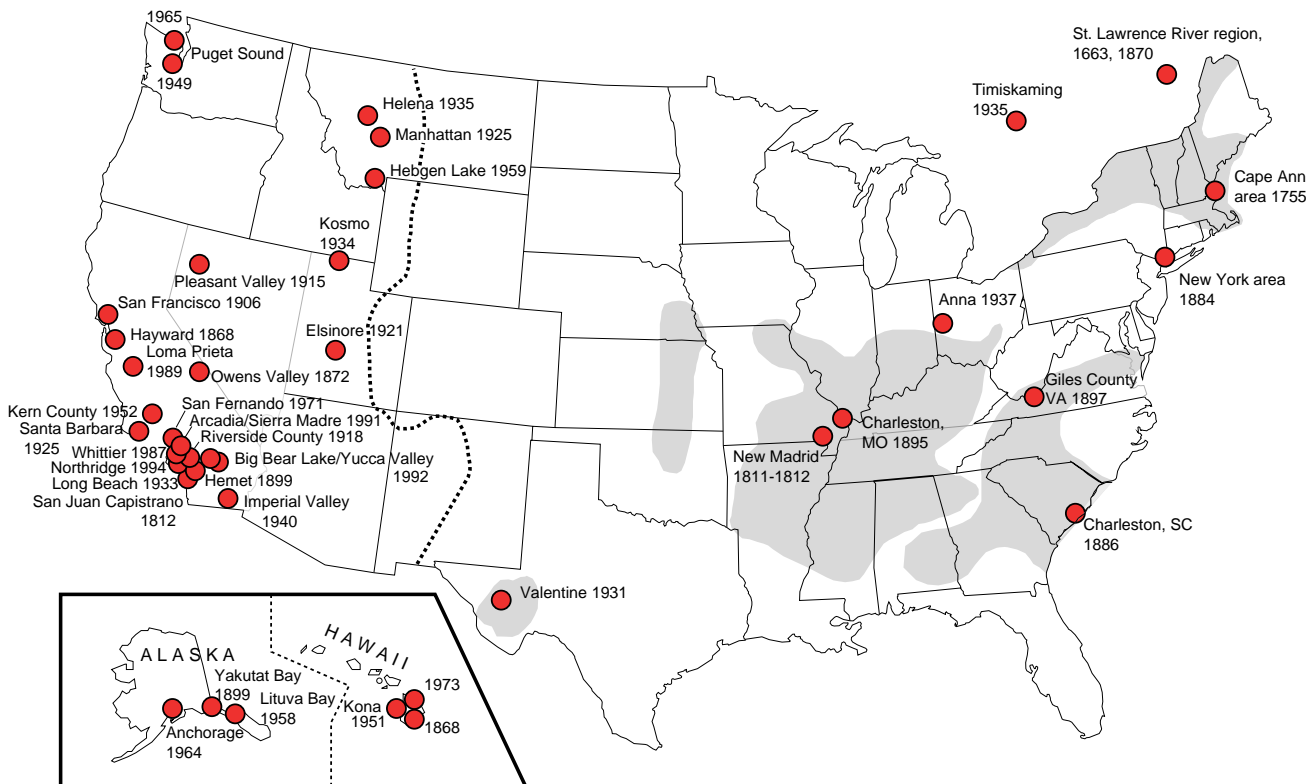 1965
Puget Sound
1949
Helena 1935
Manhattan 1925
Hebgen Lake 1959
Kosmo
1934
Pleasant Valley 1915
San Francisco 1906
Hayward 1868
Loma Prieta
1989
Elsinore 1921
Owens Valley 1872
Kern County 1952
San Fernando 1971
Arcadia/Sierra Madre 1991
Santa Barbara
1925
Riverside County 1918
Whittier 1987
Big Bear Lake/Yucca Valley
1992
Northridge 1994
Long Beach 1933
Hemet 1899
San Juan Capistrano
1812
Imperial Valley
1940
St. Lawrence River region,
1663, 1870
Timiskaming
1935
Cape Ann
area 1755
New York area
1884
Anna 1937
Giles County
VA 1897
Charleston,
MO 1895
New Madrid
1811-1812
Charleston, SC
1886
Valentine 1931
ALASKA
Yakutat Bay
1899
Lituva Bay
1958
Anchorage
1964
HAWAII
1973
Kona
1951
1868